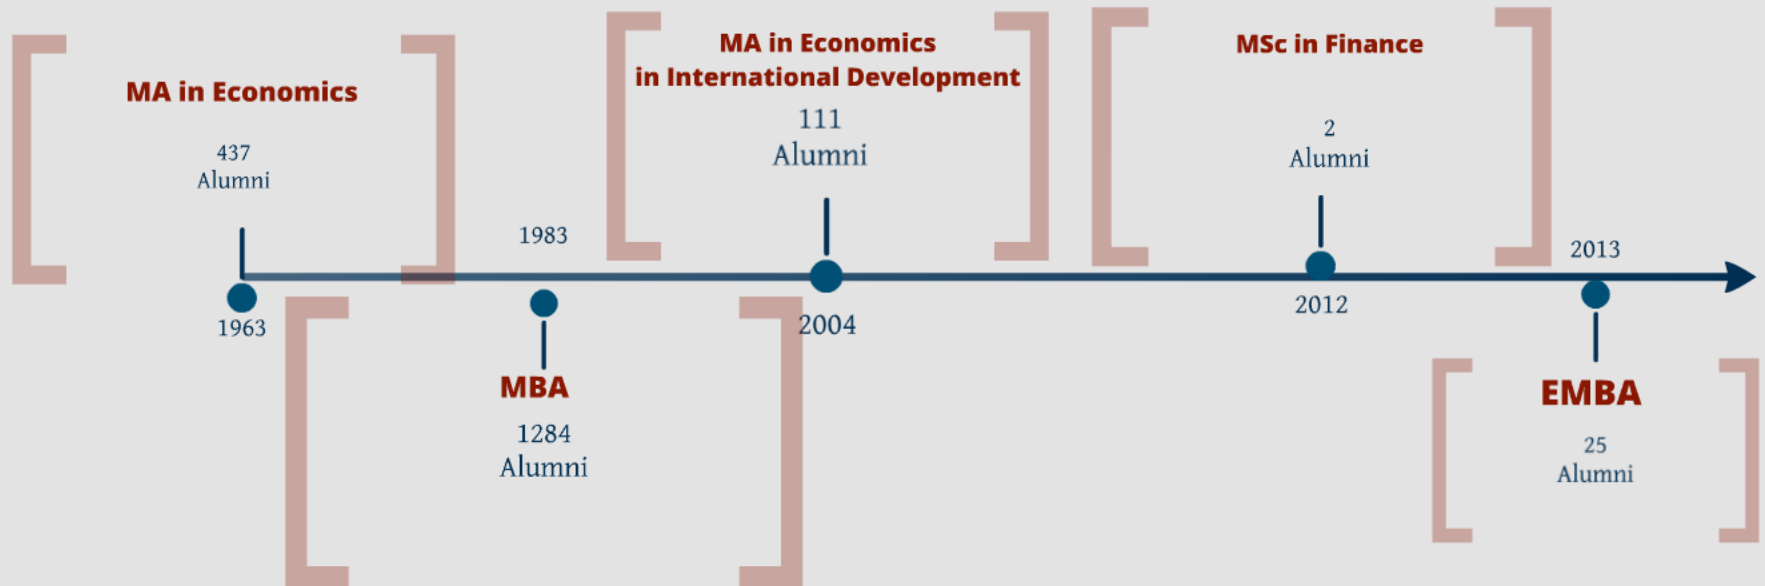 MA in Economics
437
Alumni
1963
1983
MBA
1284
Alumni
MA in Economics
in International Development
111
Alumni
2004
MSc in Finance
2
Alumni
2012
2013
EMBA
25
Alumni